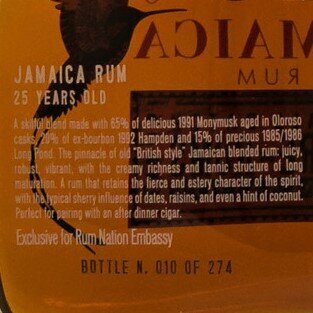 JAMAICA
RUM
JAMAICA RUM
25 YEARS OLD
A skilful blend made with 65% of delicious 1991 Monymusk aged in Oloroso
casks, 20% of ex-bourbon 1992 Hampden and 15% of precious 1985/1986
Long Pond. The pinnacle of old "British style" Jamaican blended rum: juicy,
robust, vibrant, with the creamy richness and tannic structure of long
maturation. A rum that retains the fierce and estery character of the spirit,
with the typical sherry influence of dates, raisins, and even a hint of coconut.
Perfect for pairing with an after dinner cigar.
Exclusive for Rum Nation Embassy
BOTTLE N. 010 OF 274